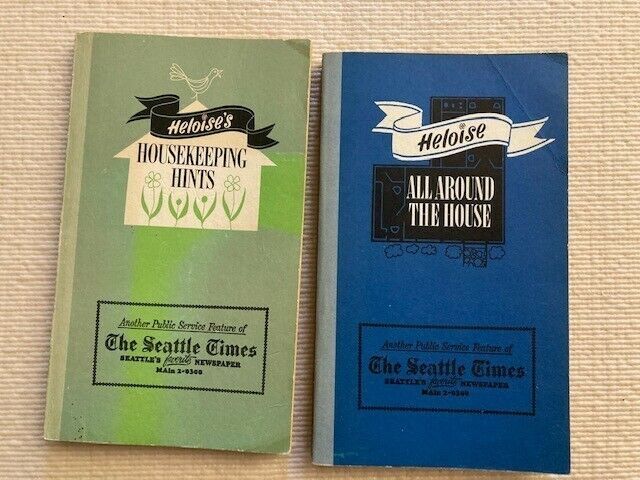 Heloise's
HOUSEKEEPING
HINTS
Another Public Service Feature of
The Seattle Times
SEATTLE'S favorite NEWSPAPER
MAin 2-0300
Heloise
ALL AROUND
THE HOUSE
Another Public Service Feature of
The Seattle Times
SEATTLE'S favorite NEWSPAPER
MAin 2-0300